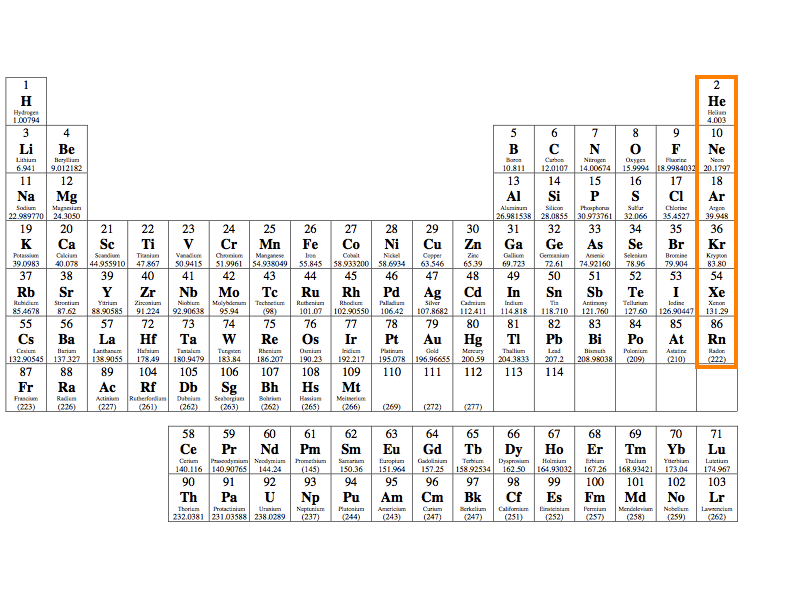 1 2
H He
Hydrogen Helium
1.00794 4.003
3 4 5 6 7 8 9 10
Li Be B C N O F Ne
Lithium Beryllium Boron Carbon Nitrogen Oxygen Fluorine Neon
6.941 9.012182 10.811 12.0107 14.00674 15.9994 18.9984032 20.1797
11 12 13 14 15 16 17 18
Na Mg Al Si P S Cl Ar
Sodium Magnesium Aluminum Silicon Phosphorus Sulfur Chlorine Argon
22.989770 24.3050 26.981538 28.0855 30.973761 32.066 35.4527 39.948
19 20 21 22 23 24 25 26 27 28 29 30 31 32 33 34 35 36
K Ca Sc Ti V Cr Mn Fe Co Ni Cu Zn Ga Ge As Se Br Kr
Potassium Calcium Scandium Titanium Vanadium Chromium Manganese Iron Cobalt Nickel Copper Zinc Gallium Germanium Arsenic Selenium Bromine Krypton
39.0983 40.078 44.955910 47.867 50.9415 51.9961 54.938049 55.845 58.933200 58.6934 63.546 65.39 69.723 72.61 74.92160 78.96 79.904 83.80
37 38 39 40 41 42 43 44 45 46 47 48 49 50 51 52 53 54
Rb Sr Y Zr Nb Mo Tc Ru Rh Pd Ag Cd In Sn Sb Te I Xe
Rubidium Strontium Yttrium Zirconium Niobium Molybdenum Technetium Ruthenium Rhodium Palladium Silver Cadmium Indium Tin Antimony Tellurium Iodine Xenon
85.4678 87.62 88.90585 91.224 92.90638 95.94 (98) 101.07 102.90550 106.42 107.8682 112.411 114.818 118.710 121.760 127.60 126.90447 131.29
55 56 57 72 73 74 75 76 77 78 79 80 81 82 83 84 85 86
Cs Ba La Hf Ta W Re Os Ir Pt Au Hg Tl Pb Bi Po At Rn
Cesium Barium Lanthanum Hafnium Tantalum Tungsten Rhenium Osmium Iridium Platinum Gold Mercury Thallium Lead Bismuth Polonium Astatine Radon
132.90545 137.327 138.9055 178.49 180.9479 183.84 186.207 190.23 192.217 195.078 196.96655 200.59 204.3833 207.2 208.98038 (209) (210) (222)
87 88 89 104 105 106 107 108 109 110 111 112 113 114
Fr Ra Ac Rf Db Sg Bh Hs Mt
Francium Radium Actinium Rutherfordium Dubnium Seaborgium Bohrium Hassium Meitnerium
(223) (226) (227) (261) (262) (263) (262) (265) (266) (269) (272) (277)
58 59 60 61 62 63 64 65 66 67 68 69 70 71
Ce Pr Nd Pm Sm Eu Gd Tb Dy Ho Er Tm Yb Lu
Cerium Praseodymium Neodymium Promethium Samarium Europium Gadolinium Terbium Dysprosium Holmium Erbium Thulium Ytterbium Lutetium
140.116 140.90765 144.24 (145) 150.36 151.964 157.25 158.92534 162.50 164.93032 167.26 168.93421 173.04 174.967
90 91 92 93 94 95 96 97 98 99 100 101 102 103
Th Pa U Np Pu Am Cm Bk Cf Es Fm Md No Lr
Thorium Protactinium Uranium Neptunium Plutonium Americium Curium Berkelium Californium Einsteinium Fermium Mendelevium Nobelium Lawrencium
232.0381 231.03588 238.0289 (237) (244) (243) (247) (247) (251) (252) (257) (258) (259) (262)